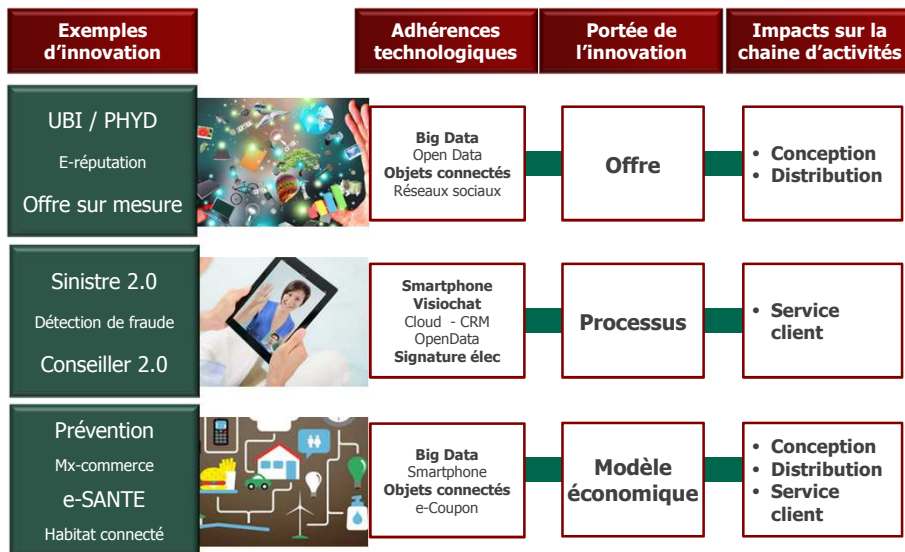 Exemples
d'innovation
Adhérences
technologiques
Portée de
l'innovation
Impacts sur la
chaine d'activités
UBI / PHYD
E-réputation
Offre sur mesure
Big Data
Open Data
Objets connectés
Réseaux sociaux
Offre
• Conception
• Distribution
Sinistre 2.0
Détection de fraude
Conseiller 2.0
Smartphone
Visiochat
Cloud - CRM
OpenData
Signature élec
Processus
• Service
client
Prévention
Mx-commerce
e-SANTE
Habitat connecté
Big Data
Smartphone
Objets connectés
e-Coupon
Modèle
économique
• Conception
• Distribution
• Service
client